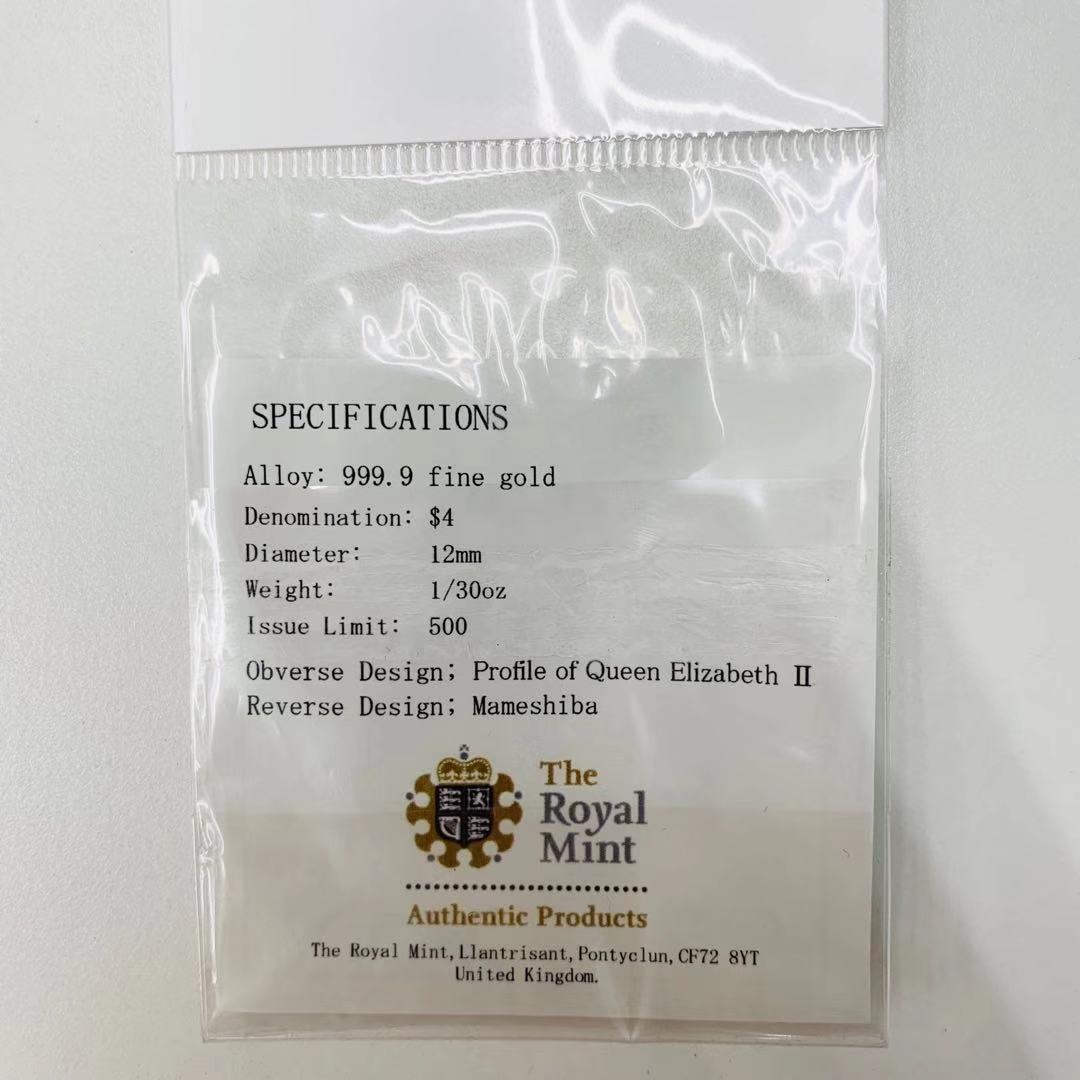 SPECIFICATIONS
Alloy: 999.9 fine gold
Denomination: $4
Diameter: 12mm
Weight: 1/30oz
Issue Limit: 500
Obverse Design; Profile of Queen Elizabeth Ⅱ
Reverse Design; Mameshiba
The
Royal
Mint
Authentic Products
The Royal Mint,Llantrisant,Pontyclun,CF72 8YT
United Kingdom.